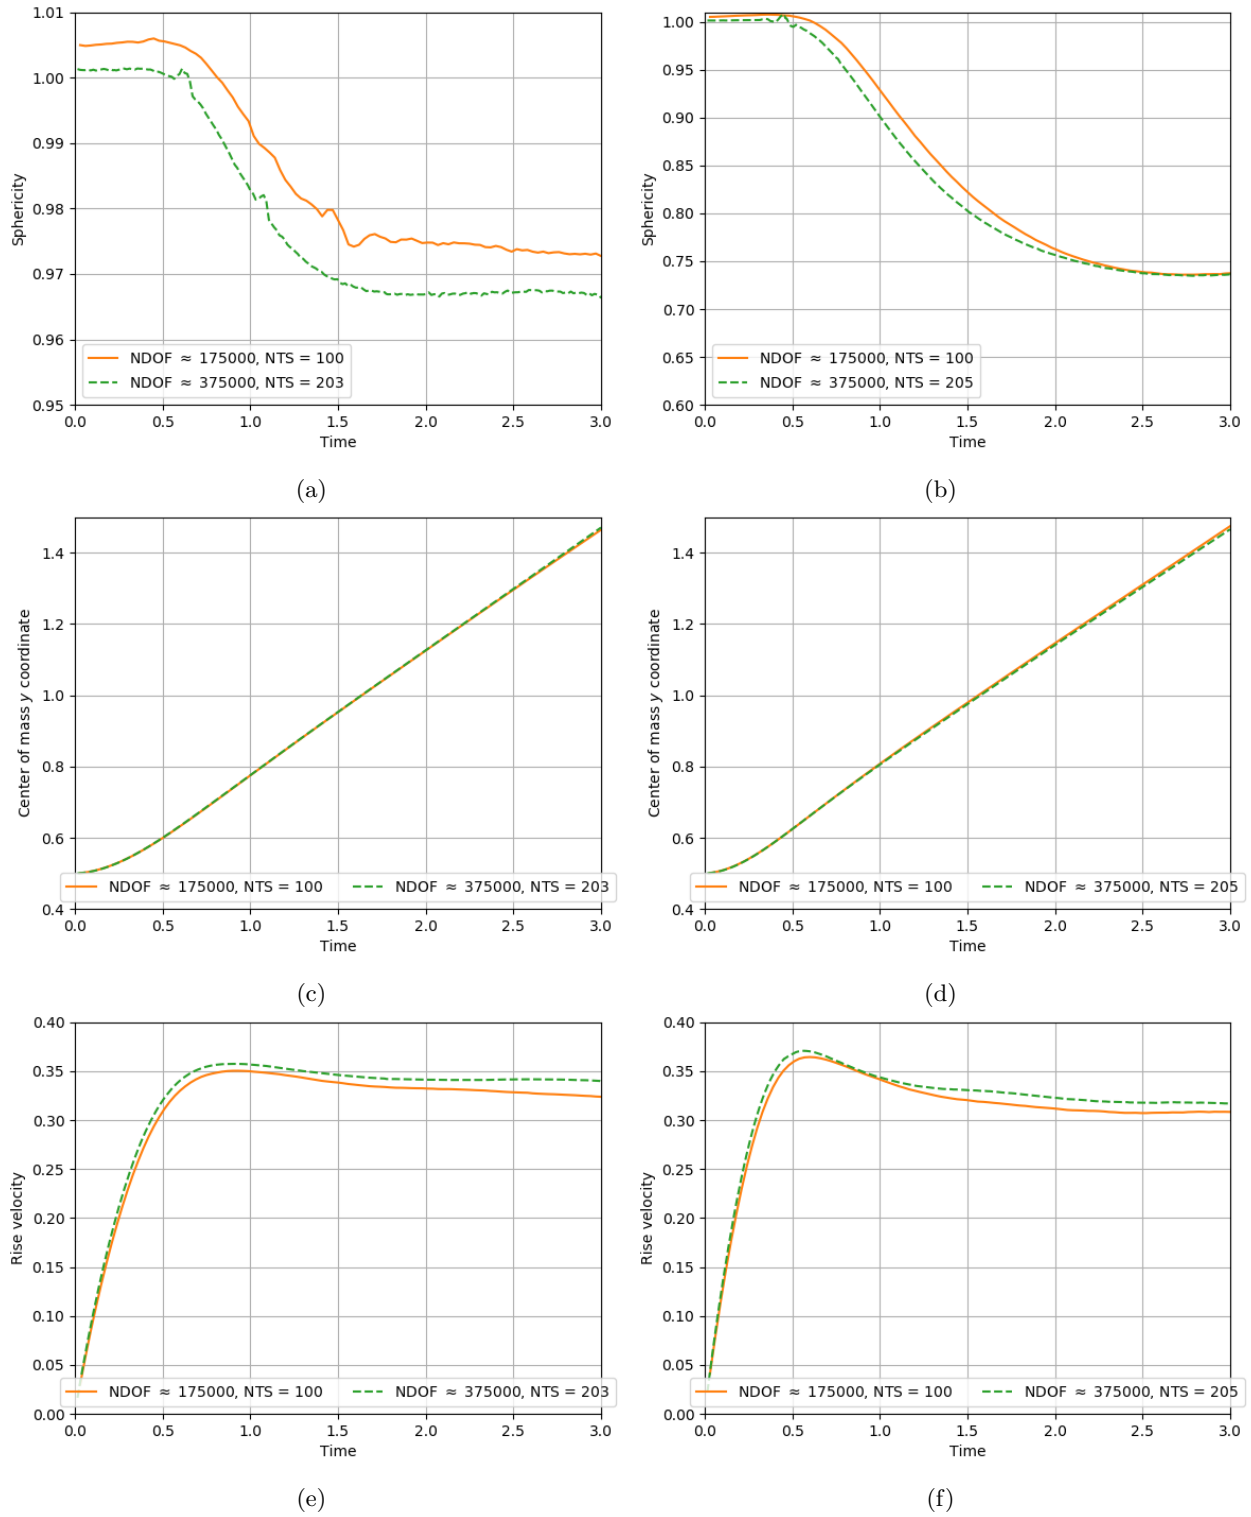 1.01
1.00
0.99
0.98
0.97
0.96
0.95
Sphericity
NDOF ≈ 175000, NTS = 100
NDOF ≈ 375000, NTS = 203
0.0 0.5 1.0 1.5 2.0 2.5 3.0
Time
(a)
1.00
0.95
0.90
0.85
0.80
0.75
0.70
0.65
0.60
Sphericity
NDOF ≈ 175000, NTS = 100
NDOF ≈ 375000, NTS = 205
0.0 0.5 1.0 1.5 2.0 2.5 3.0
Time
(b)
1.4
1.2
1.0
0.8
0.6
0.4
Center of mass y coordinate
NDOF ≈ 175000, NTS = 100 NDOF ≈ 375000, NTS = 203
0.0 0.5 1.0 1.5 2.0 2.5 3.0
Time
(c)
1.4
1.2
1.0
0.8
0.6
0.4
Center of mass y coordinate
NDOF ≈ 175000, NTS = 100 NDOF ≈ 375000, NTS = 205
0.0 0.5 1.0 1.5 2.0 2.5 3.0
Time
(d)
0.40
0.35
0.30
0.25
0.20
0.15
0.10
0.05
0.00
Rise velocity
NDOF ≈ 175000, NTS = 100 NDOF ≈ 375000, NTS = 203
0.0 0.5 1.0 1.5 2.0 2.5 3.0
Time
(e)
0.40
0.35
0.30
0.25
0.20
0.15
0.10
0.05
0.00
Rise velocity
NDOF ≈ 175000, NTS = 100 NDOF ≈ 375000, NTS = 205
0.0 0.5 1.0 1.5 2.0 2.5 3.0
Time
(f)